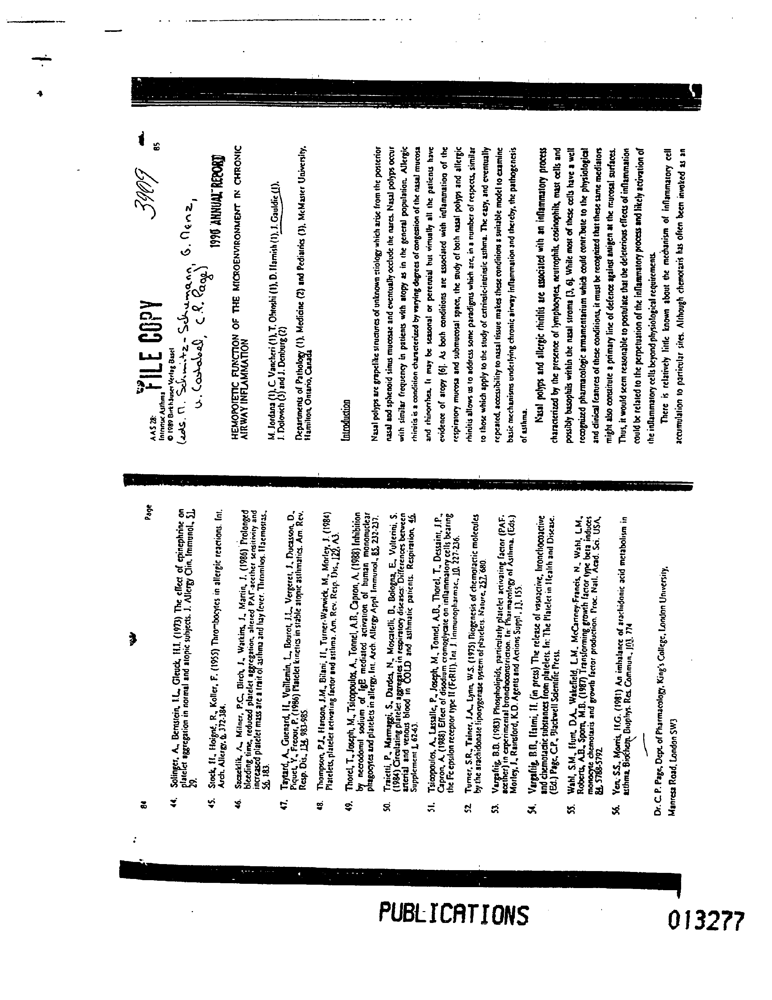 84
Page
44. Solinger, A., Bernstein, I.L., Glueck, H.I. (1973) The effect of epinephrine on
platelet aggregation in normal and atopic subjects. J. Allergy Clin. Immunol., 51,
29.
45. Storck, H., Hoigné, R., Koller, F. (1955) Thrombocytes in allergic reactions. Int.
Arch. Allergy, 6, 372-384.
46. Szczeklik, A., Milner, P.C., Birch, J., Watkins, J., Martin, J. (1986) Prolonged
bleeding time, reduced platelet aggregation, altered PAF-acether sensitivity and
increased platelet mass are a trait of asthma and hay fever. Thrombos. Haemostas.,
56, 183.
47. Taytard, A., Guenard, H., Vuillemin, L., Bouvot, J.L., Vergeret, J., Ducasson, D.,
Piquet, Y., Freour, P. (1986) Platelet kinetics in stable atopic asthmatics. Am. Rev.
Resp. Dis., 134, 983-985
48. Thompson, P.J., Hanson, J.M., Bilani, H., Turner-Warwick, M., Morley, J. (1984)
Platelets, platelet activating factor and asthma. Am. Rev. Resp. Dis., 129, A3.
49. Thorel, T., Joseph, M., Tsicopoulos, A., Tonnel, A.B., Capron, A. (1988) Inhibition
by nedocromil sodium of IgE mediated activation of human mononuclear
phagocytes and platelets in allergy. Int. Arch. Allergy Appl. Immunol., 85, 232-237.
50. Traietti, P., Marmaggi, S., Dardes, N., Moscatelli, B., Bologna, E., Vulterini, S.
(1984) Circulating platelet aggregates in respiratory diseases: Differences between
arterial and venous blood in COLD and asthmatic patients. Respiration, 46,
Supplement 1, 62-63.
51. Tsicopoulos, A., Lassalle, P., Joseph, M., Tonnel, A.B., Thorel, T., Dessaint, J.P.,
Capron, A. (1988) Effect of disodium cromoglycate on inflammatory cells bearing
the Fc epsilon receptor type II (FcRII). Int. J. Immunopharmac., 10, 227-236.
52. Turner, S.R., Tainer, J.A., Lynn, W.S. (1975) Biogenesis of chemotactic molecules
by the arachidonate lipoxygenase system of platelets. Nature, 257, 680.
53. Vargaftig, B.B. (1983) Phospholipids, particularly platelet activating factor (PAF-
acether) in experimental bronchoconstriction. In: Pharmacology of Asthma. (Eds.)
Morley, J., Rainsford, K.D. Agents and Actions Suppl. 13, 155.
54. Vargaftig, B.B., Hatmi, H. (in press) The release of vasoactive, bronchoconactive
and chemotactic substances from platelets. In: The Platelet in Health and Disease.
(Ed.) Page, C.P., Blackwell Scientific Press.
55. Wahl, S.M., Hunt, D.A., Wakefield, L.M., McCartney-Francis, N., Wahl, L.M.,
Roberts, A.B., Sporn, M.B. (1987) Transforming growth factor type beta induces
monocyte chemotaxis and growth factor production. Proc. Natl. Acad. Sci. USA,
84, 5788-5792.
56. Yen, S.S., Morris, H.G. (1981) An imbalance of arachidonic acid metabolism in
asthma. Biochem. Biophys. Res. Commun., 103, 774
Dr. C. P. Page, Dept. of Pharmacology, King's College, London University,
Manresa Road, London SW3
AAS 28:
Intrinsic Asthma
© 1989 Birkhäuser Verlag Basel
FILE COPY
3909
85
(eds. M. Schmitz-Schumann, G. Menz,
U. Costabel, C.P. Page)
1990 ANNUAL REPORT
HEMOPOIETIC FUNCTION OF THE MICROENVIRONMENT IN CHRONIC
AIRWAY INFLAMMATION
M. Jordana (1), C. Vancheri (1), T. Ohtoshi (1), D. Harnish (1), J. Gauldie (1),
J. Dolovich (3) and J. Denburg (2)
Departments of Pathology (1), Medicine (2) and Pediatrics (3), McMaster University,
Hamilton, Ontario, Canada
Introduction
Nasal polyps are grapelike structures of unknown etiology which arise from the posterior
nasal and sphenoid sinus mucosae and eventually occlude the nares. Nasal polyps occur
with similar frequency in patients with atopy as in the general population. Allergic
rhinitis is a condition characterized by varying degrees of congestion of the nasal mucosa
and rhinorrhea. It may be seasonal or perennial but virtually all the patients have
evidence of atopy [6]. As both conditions are associated with inflammation of the
respiratory mucosa and submucosal space, the study of both nasal polyps and allergic
rhinitis allows us to address some paradigms which are, in a number of respects, similar
to those which apply to the study of extrinsic-intrinsic asthma. The easy, and eventually
repeated, accessibility to nasal tissue makes these conditions a suitable model to examine
basic mechanisms underlying chronic airway inflammation and thereby, the pathogenesis
of asthma.
Nasal polyps and allergic rhinitis are associated with an inflammatory process
characterized by the presence of lymphocytes, neutrophils, eosinophils, mast cells and
possibly basophils within the nasal stroma [3, 6]. While most of these cells have a well
recognized pharmacologic armamentarium which could contribute to the physiological
and clinical features of these conditions, it must be recognized that these same mediators
might also constitute a primary line of defence against antigen at the mucosal surfaces.
Thus, it would seem reasonable to postulate that the deleterious effects of inflammation
could be related to the perpetuation of the inflammatory process and likely activation of
the inflammatory cells beyond physiological requirements.
There is relatively little known about the mechanism of inflammatory cell
accumulation to particular sites. Although chemotaxis has often been invoked as an
PUBLICATIONS
013277